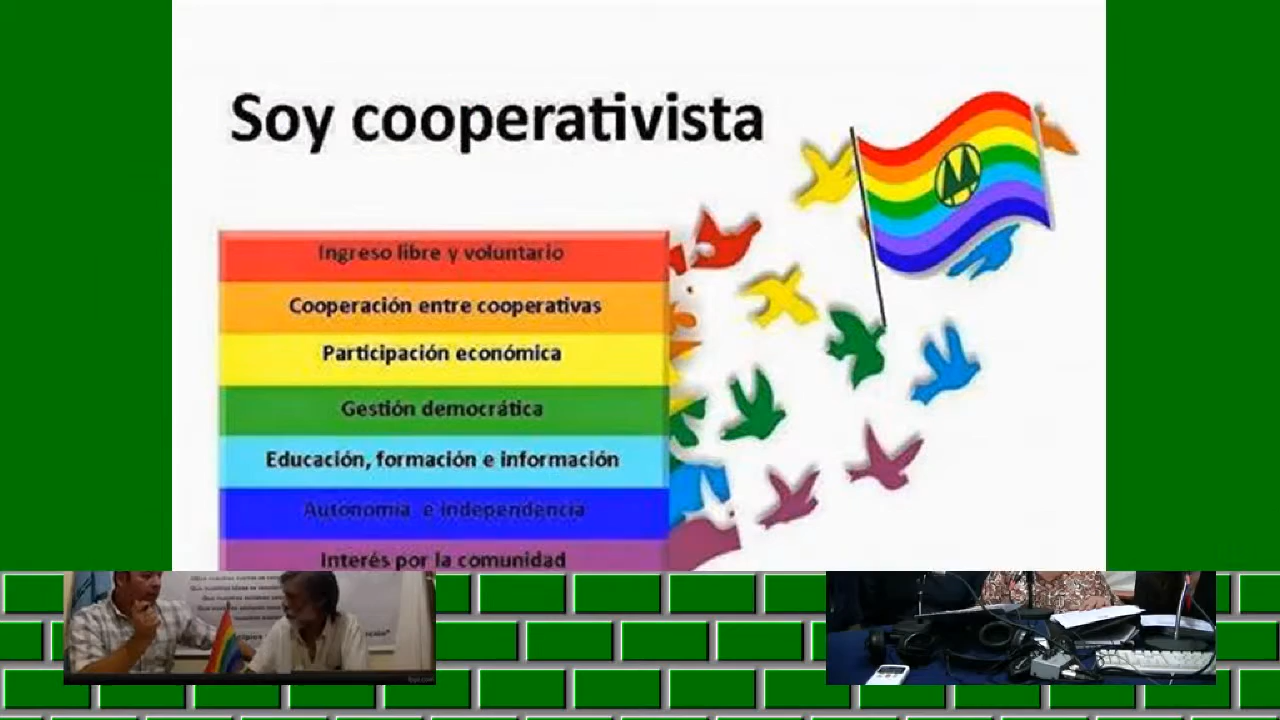 Soy cooperativista
Ingreso libre y voluntario
Cooperación entre cooperativas
Participación económica
Gestión democrática
Educación, formación e información
Autonomía e independencia
Interés por la comunidad